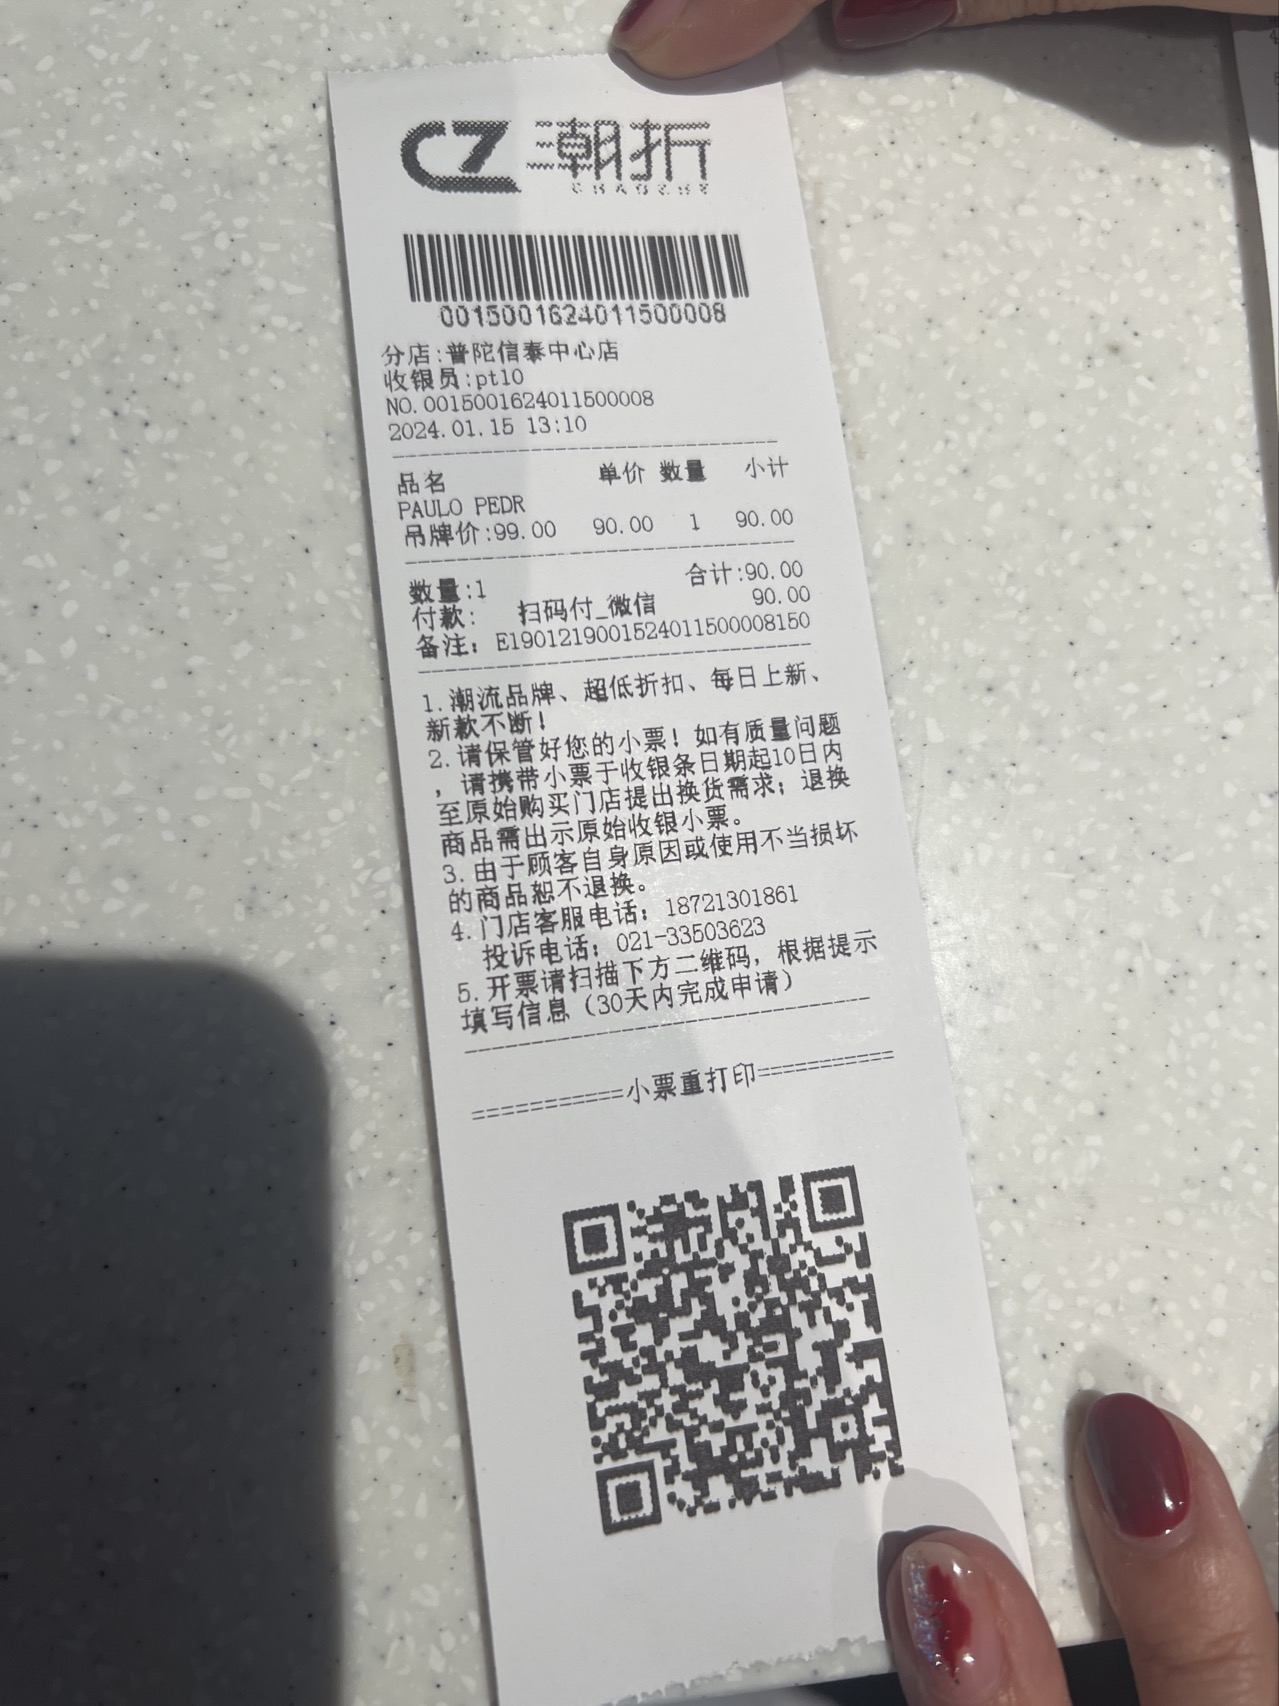 CZ 潮折
CHAOZHE
0015001624011500008
分店:普陀信泰中心店
收银员:pt10
NO.0015001624011500008
2024.01.15 13:10
品名 单价 数量 小计
PAULO PEDR
吊牌价:99.00 90.00 1 90.00
数量:1 合计:90.00
付款: 扫码付_微信 90.00
备注: E1901219001524011500008150
1.潮流品牌、超低折扣、每日上新、
新款不断!
2.请保管好您的小票!如有质量问题
,请携带小票于收银条日期起10日内
至原始购买门店提出换货需求;退换
商品需出示原始收银小票。
3.由于顾客自身原因或使用不当损坏
的商品恕不退换。
4.门店客服电话:18721301861
投诉电话:021-33503623
5.开票请扫描下方二维码,根据提示
填写信息(30天内完成申请)
===========小票重打印==========